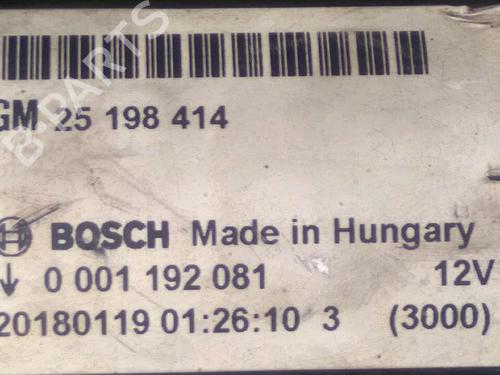 GM 25 198 414
B-PARTS
BOSCH Made in Hungary
0 001 192 081 12V
20180119 01:26:10 3 (3000)